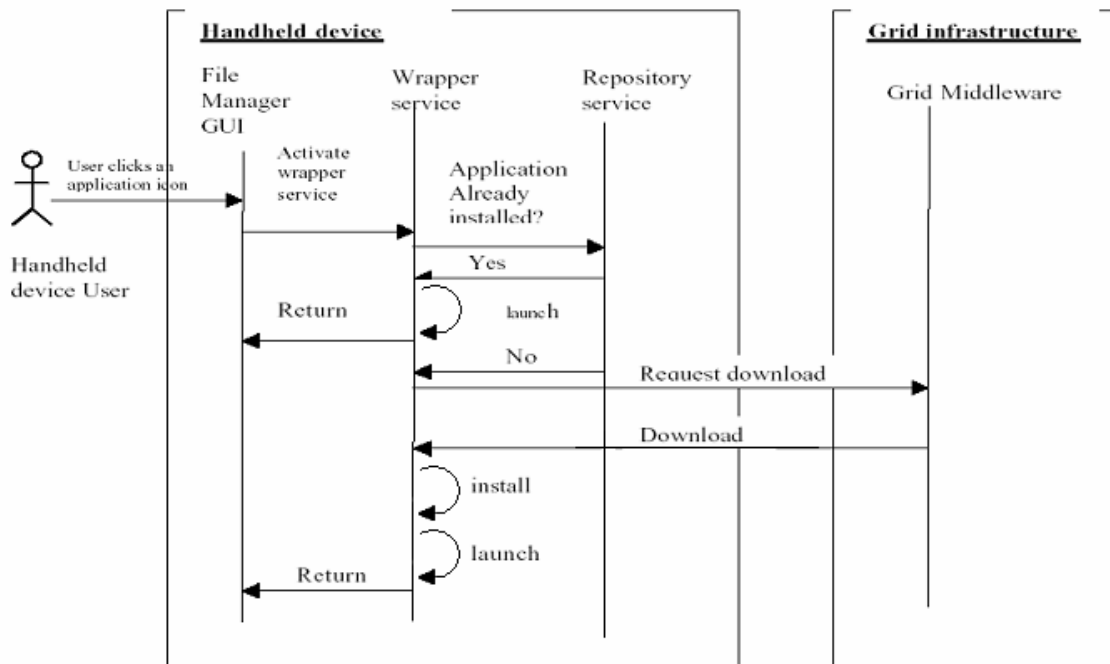 Handheld device
Grid infrastructure
File
Manager
GUI
Wrapper
service
Repository
service
Grid Middleware
User clicks an
application icon
Activate
wrapper
service
Application
Already
installed?
Handheld
device User
Yes
launch
Return
No
Request download
Download
install
launch
Return